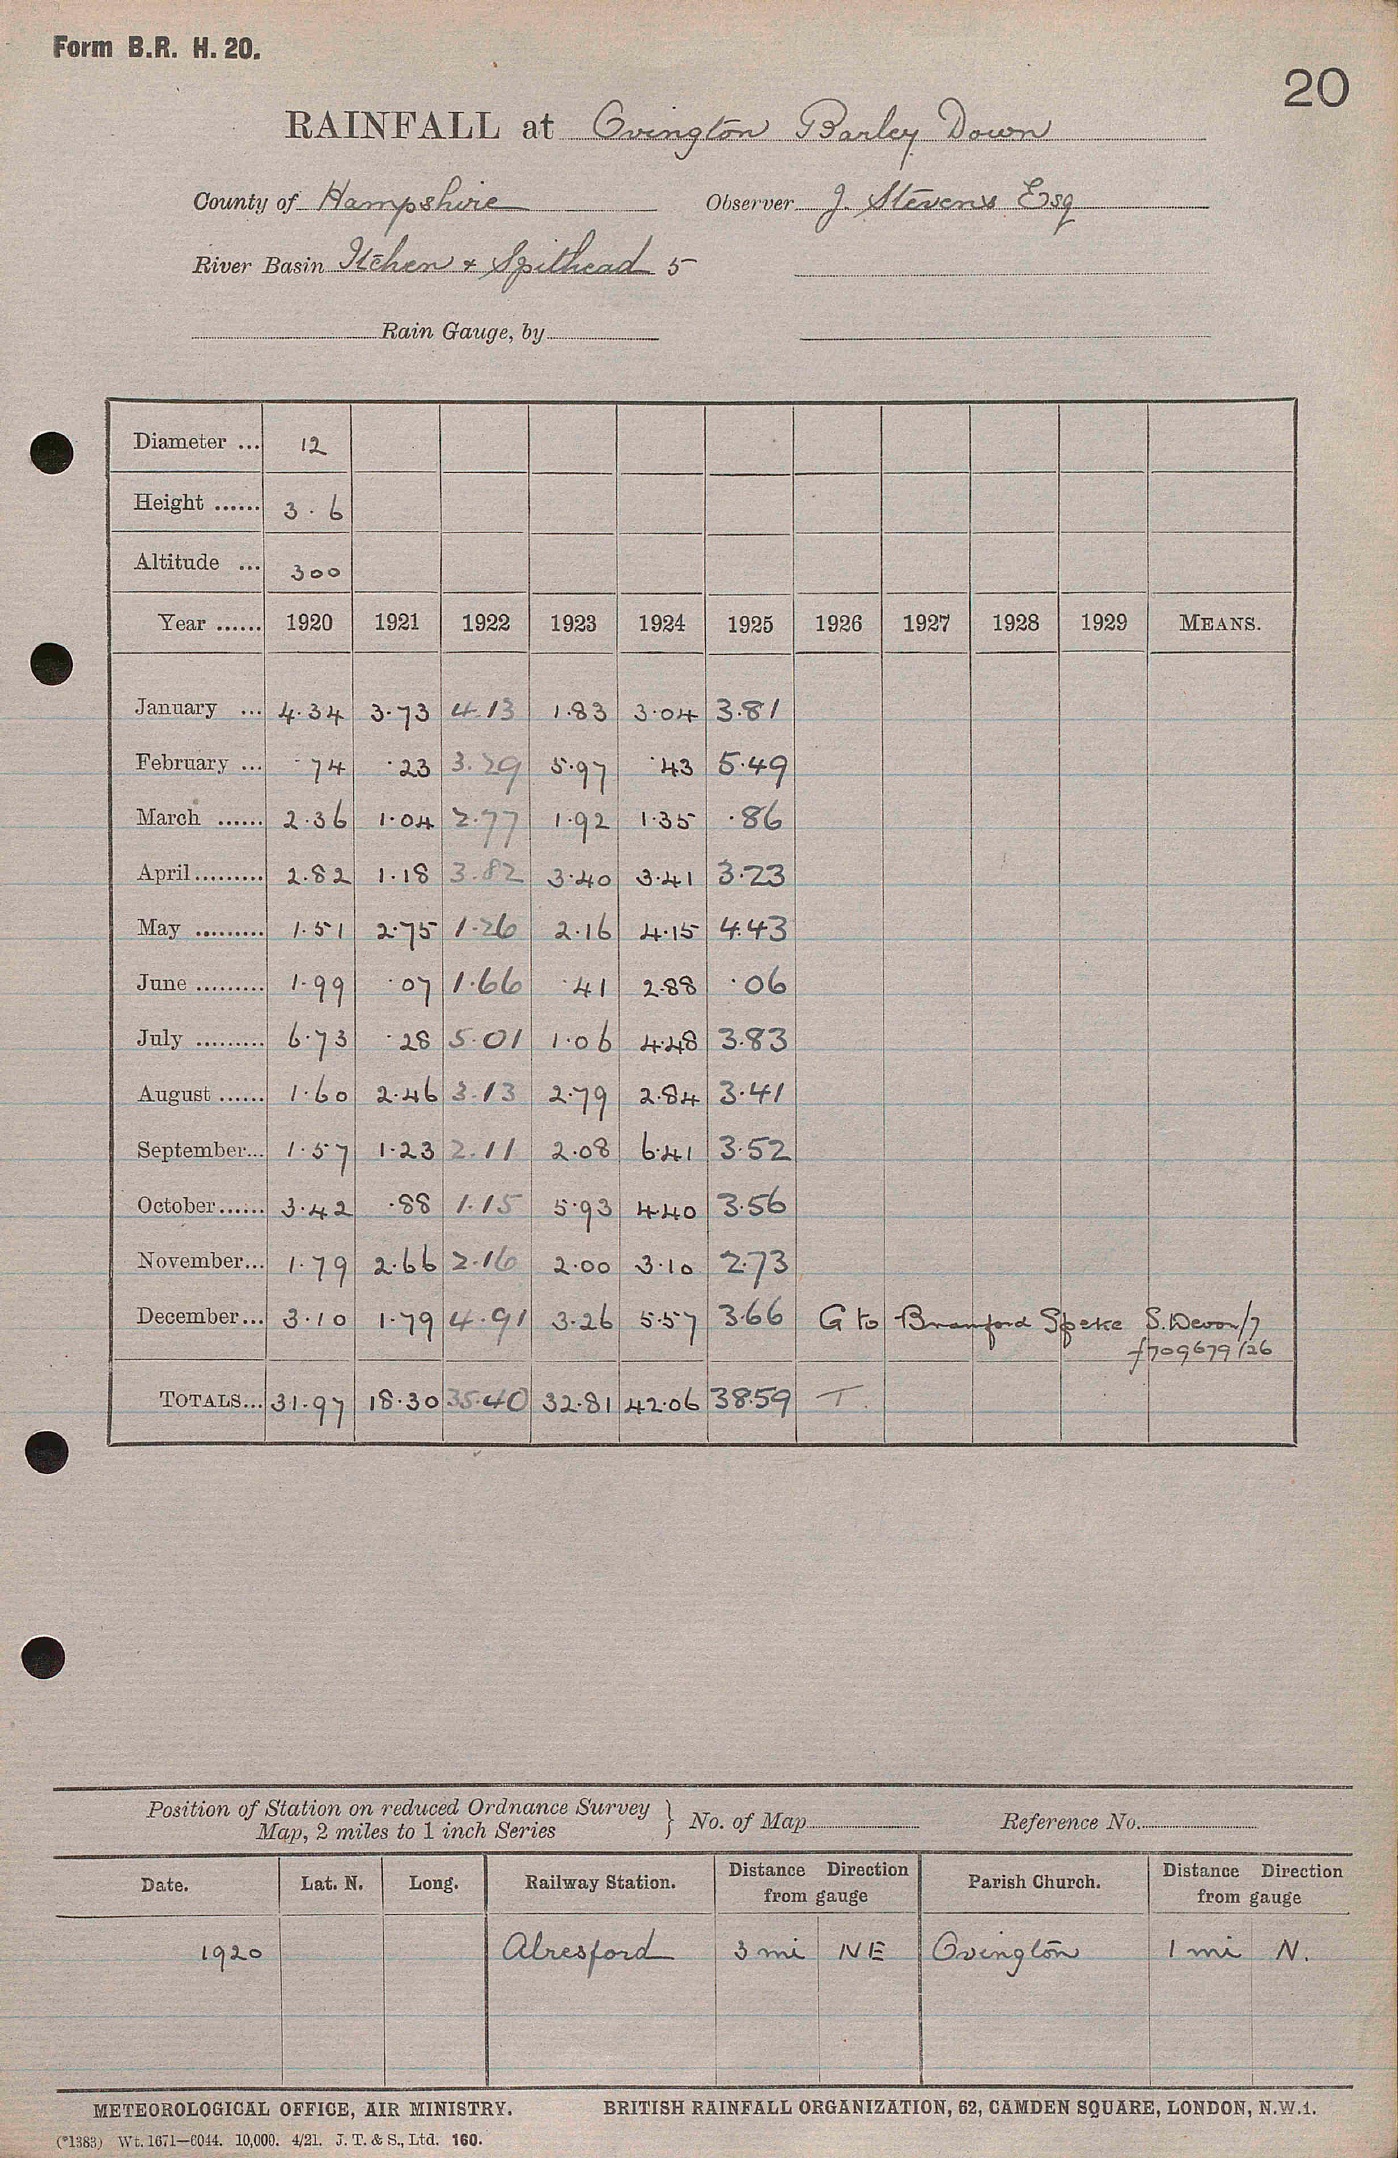 Form B.R. H. 20.
20
RAINFALL at Ovington Barley Down
County of Hampshire Observer J. Stevens Esq
River Basin Itchen + Spithead 5
Rain Gauge, by
Diameter ... 12
Height ...... 3.6
Altitude ... 300
Year ...... 1920 1921 1922 1923 1924 1925 1926 1927 1928 1929 MEANS.
January ... 4.34 3.73 4.13 1.83 3.04 3.81
February ... .74 .23 3.29 5.97 .43 5.49
March ...... 2.36 1.04 2.77 1.92 1.35 .86
April ......... 2.82 1.18 3.82 3.40 3.41 3.23
May ......... 1.51 2.75 1.26 2.16 4.15 4.43
June ......... 1.99 .07 1.66 .41 2.88 .06
July ......... 6.73 .28 5.01 1.06 4.48 3.83
August ...... 1.60 2.46 3.13 2.79 2.84 3.41
September... 1.57 1.23 2.11 2.08 6.41 3.52
October...... 3.42 .88 1.15 5.93 4.40 3.56
November... 1.79 2.66 2.16 2.00 3.10 2.73
December... 3.10 1.79 4.91 3.26 5.57 3.66 G to Bramford Speke S. Devon/7
f709679/26
TOTALS... 31.97 18.30 35.40 32.81 42.06 38.59 T.
Position of Station on reduced Ordnance Survey
Map, 2 miles to 1 inch Series } No. of Map Reference No.
Date. Lat. N. Long. Railway Station. Distance Direction from gauge Parish Church. Distance Direction from gauge
1920 Alresford 3 mi NE Ovington 1 mi N.
METEOROLOGICAL OFFICE, AIR MINISTRY. BRITISH RAINFALL ORGANIZATION, 62, CAMDEN SQUARE, LONDON, N.W.1.
(*1383) Wt. 1671—6044. 10,000. 4/21. J. T. & S., Ltd. 160.